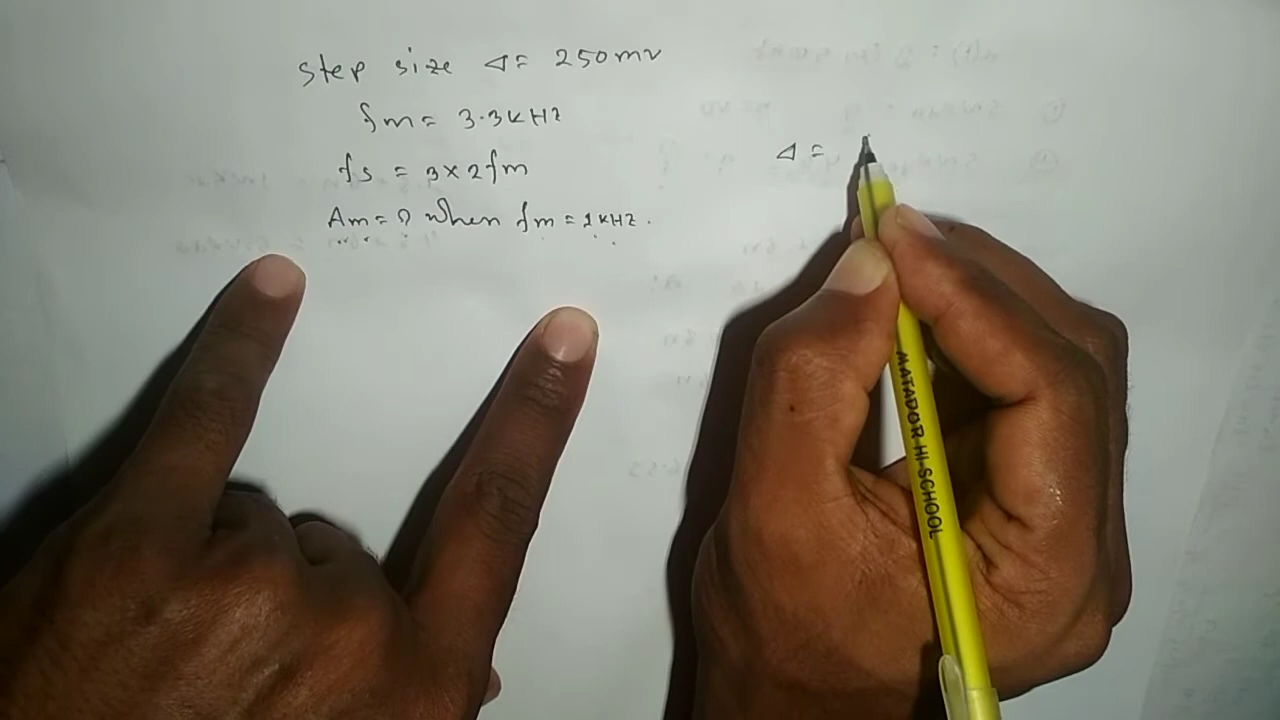 Step size Δ = 250mv
fm = 3.3KHZ
fs = 3×2fm
Am = ? when fm = 1KHZ.
Δ =
MATADOR HI-SCHOOL